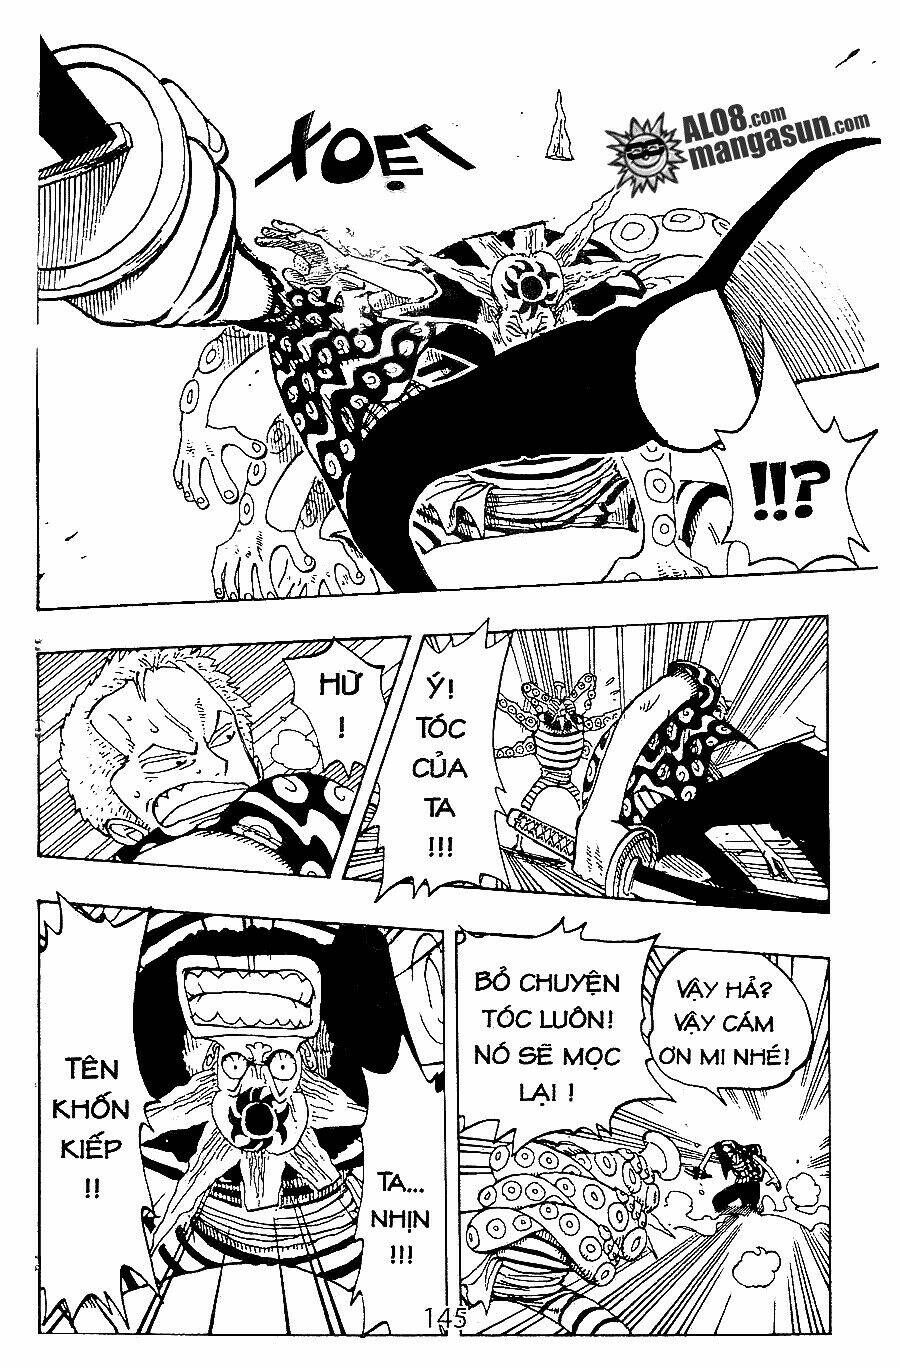 XOẸT
AL08.com
mangasun.com
!!?
Ý!
TÓC
CỦA
TA
!!!
HỪ
!
VẬY HẢ?
VẬY CÁM
ƠN MI NHÉ!
BỎ CHUYỆN
TÓC LUÔN!
NÓ SẼ MỌC
LẠI !
TÊN
KHỐN
KIẾP
!!
TA...
NHỊN
!!!
145